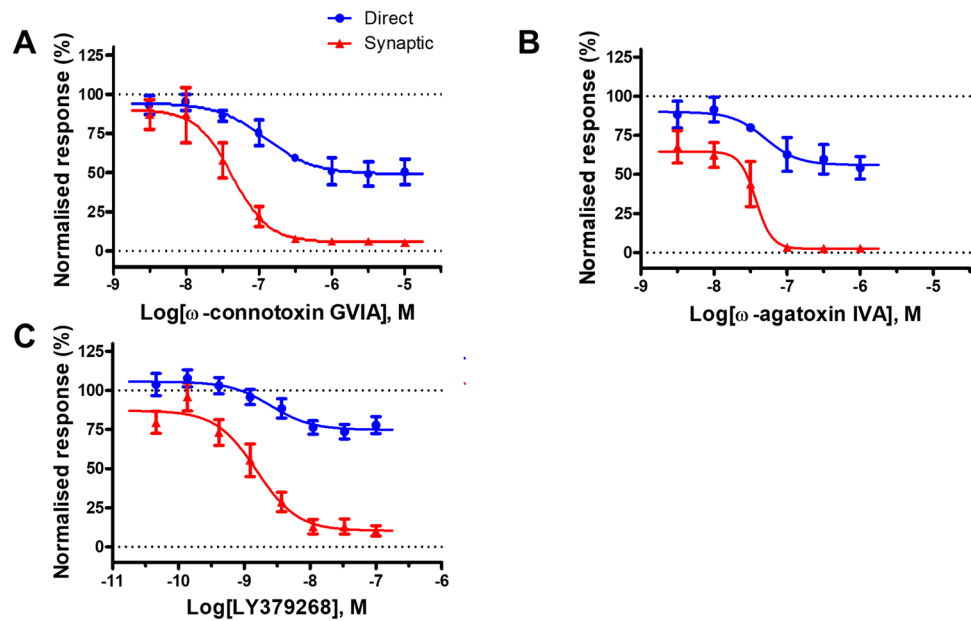 Direct
Synaptic
A
Normalised response (%)
125
100
75
50
25
0
-9 -8 -7 -6 -5 -4
Log[ω-connotoxin GVIA], M
B
Normalised response (%)
125
100
75
50
25
0
-9 -8 -7 -6 -5
Log[ω-agatoxin IVA], M
C
Normalised response (%)
125
100
75
50
25
0
-11 -10 -9 -8 -7 -6
Log[LY379268], M